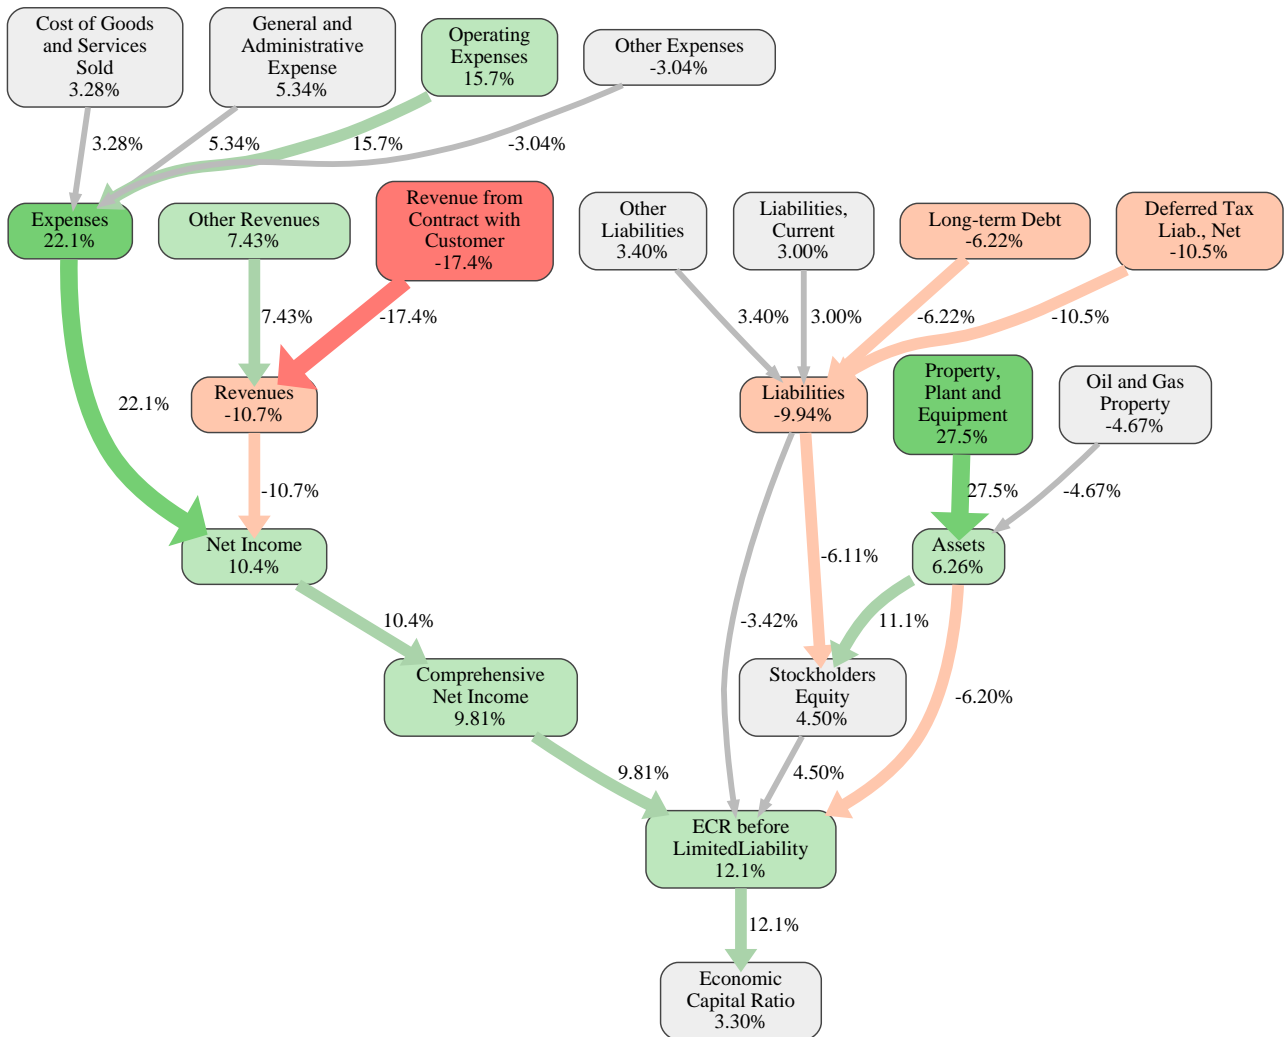 Cost of Goods
and Services
Sold
3.28%
General and
Administrative
Expense
5.34%
Operating
Expenses
15.7%
Other Expenses
-3.04%
3.28%
5.34%
15.7%
-3.04%
Expenses
22.1%
Other Revenues
7.43%
Revenue from
Contract with
Customer
-17.4%
Other
Liabilities
3.40%
Liabilities,
Current
3.00%
Long-term Debt
-6.22%
Deferred Tax
Liab., Net
-10.5%
7.43%
-17.4%
3.40%
3.00%
-6.22%
-10.5%
22.1%
Revenues
-10.7%
Liabilities
-9.94%
Property,
Plant and
Equipment
27.5%
Oil and Gas
Property
-4.67%
-10.7%
27.5%
-4.67%
Net Income
10.4%
-6.11%
Assets
6.26%
10.4%
-3.42%
11.1%
-6.20%
Comprehensive
Net Income
9.81%
Stockholders
Equity
4.50%
9.81%
4.50%
ECR before
LimitedLiability
12.1%
12.1%
Economic
Capital Ratio
3.30%